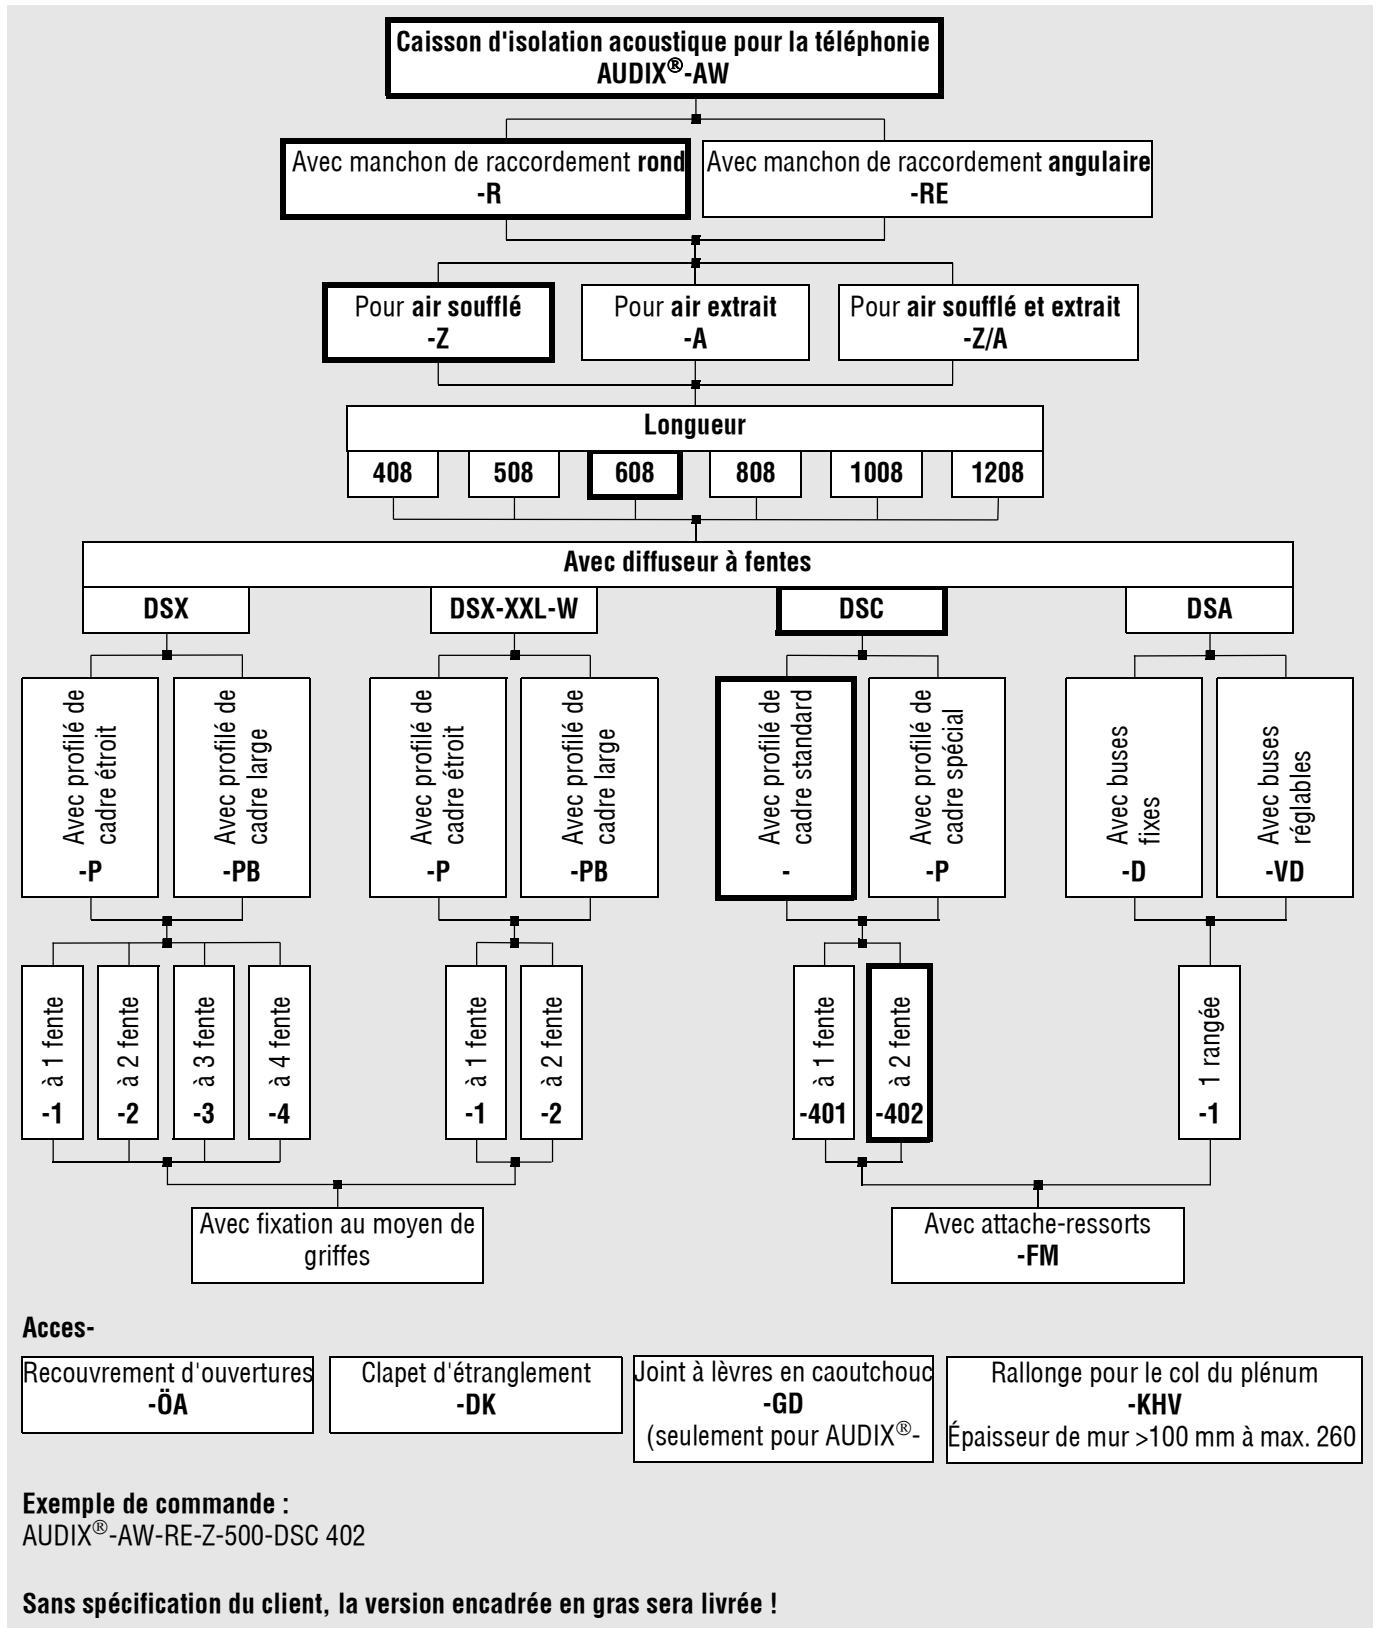 Caisson d'isolation acoustique pour la téléphonie
AUDIX®-AW
Avec manchon de raccordement rond
-R
Avec manchon de raccordement angulaire
-RE
Pour air soufflé
-Z
Pour air extrait
-A
Pour air soufflé et extrait
-Z/A
Longueur
408
508
608
808
1008
1208
Avec diffuseur à fentes
DSX
DSX-XXL-W
DSC
DSA
Avec profilé de
cadre étroit
-P
Avec profilé de
cadre large
-PB
Avec profilé de
cadre étroit
-P
Avec profilé de
cadre large
-PB
Avec profilé de
cadre standard
-
Avec profilé de
cadre spécial
-P
Avec buses
fixes
-D
Avec buses
réglables
-VD
à 1 fente
-1
à 2 fente
-2
à 3 fente
-3
à 4 fente
-4
à 1 fente
-1
à 2 fente
-2
à 1 fente
-401
à 2 fente
-402
1 rangée
-1
Avec fixation au moyen de
griffes
Avec attache-ressorts
-FM
Acces-
Recouvrement d'ouvertures
-ÖA
Clapet d'étranglement
-DK
Joint à lèvres en caoutchouc
-GD
(seulement pour AUDIX®-
Rallonge pour le col du plénum
-KHV
Épaisseur de mur >100 mm à max. 260
Exemple de commande :
AUDIX®-AW-RE-Z-500-DSC 402
Sans spécification du client, la version encadrée en gras sera livrée !